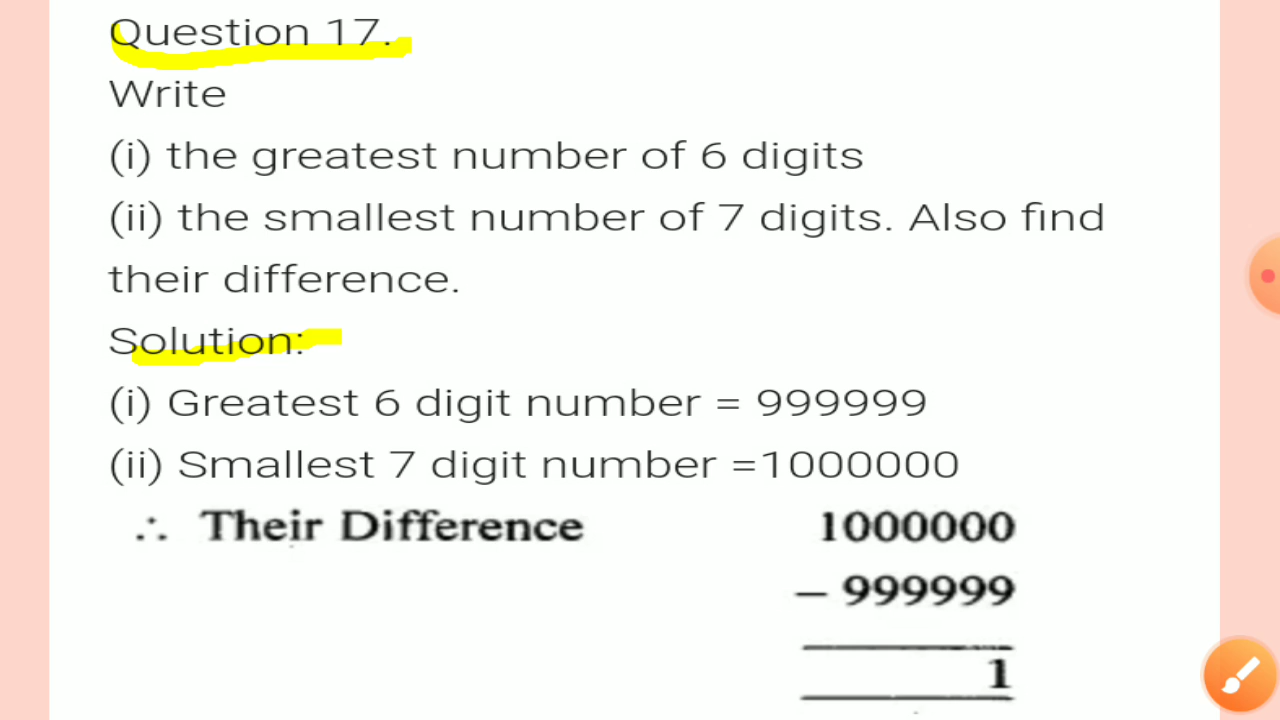 Question 17.
Write
(i) the greatest number of 6 digits
(ii) the smallest number of 7 digits. Also find
their difference.
Solution:
(i) Greatest 6 digit number = 999999
(ii) Smallest 7 digit number =1000000
∴ Their Difference 1000000
– 999999
1